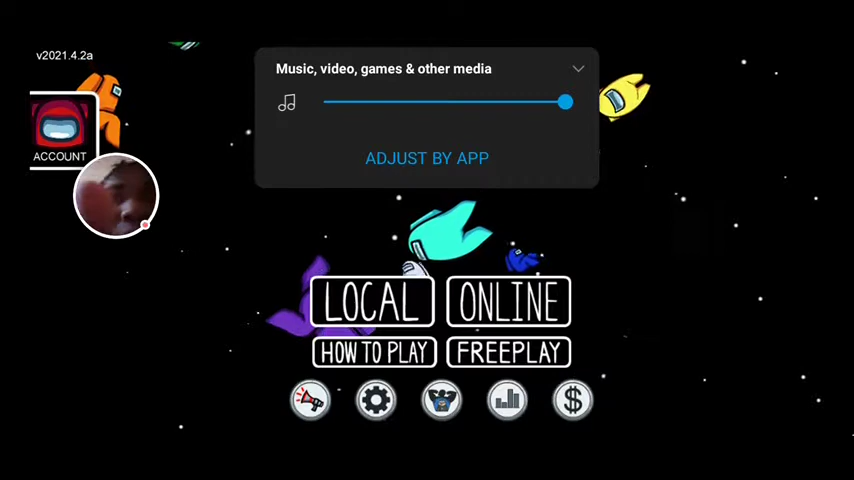 v2021.4.2a
Music, video, games & other media
ADJUST BY APP
ACCOUNT
LOCAL
ONLINE
HOW TO PLAY
FREEPLAY
$